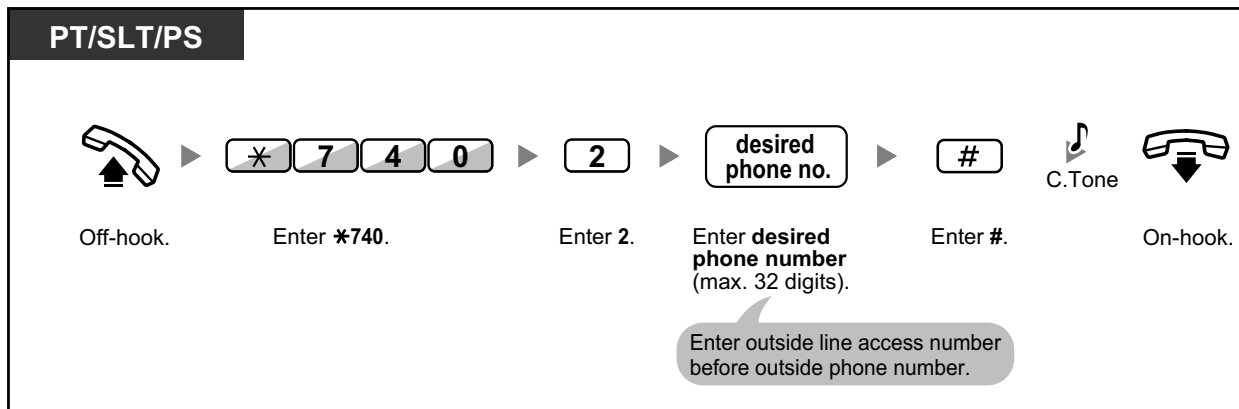 PT/SLT/PS
* 7 4 0
2
desired
phone no.
#
C.Tone
Off-hook.
Enter *740.
Enter 2.
Enter desired
phone number
(max. 32 digits).
Enter #.
On-hook.
Enter outside line access number
before outside phone number.